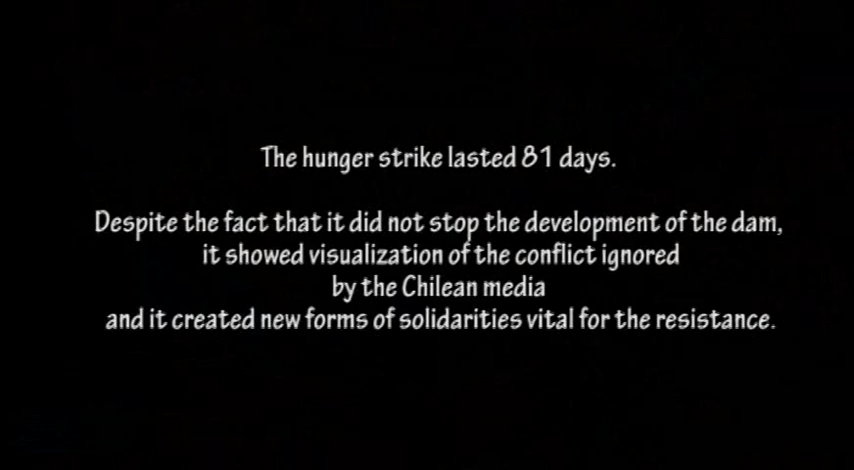 The hunger strike lasted 81 days.
Despite the fact that it did not stop the development of the dam,
it showed visualization of the conflict ignored
by the Chilean media
and it created new forms of solidarities vital for the resistance.